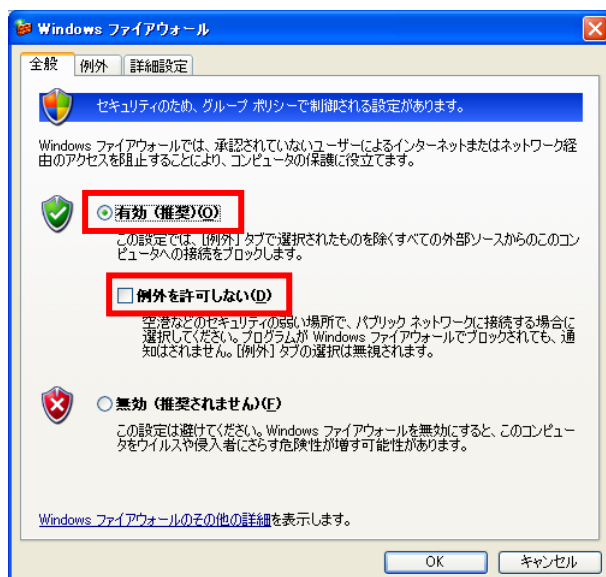 Windows ファイアウォール
全般 例外 詳細設定
セキュリティのため、グループ ポリシーで制御される設定があります。
Windows ファイアウォールでは、承認されていないユーザーによるインターネットまたはネットワーク経
由のアクセスを阻止することにより、コンピュータの保護に役立てます。
有効 (推奨)(O)
この設定では、[例外] タブで選択されたものを除くすべての外部ソースからのこのコン
ピュータへの接続をブロックします。
例外を許可しない(D)
空港などのセキュリティの弱い場所で、パブリック ネットワークに接続する場合に
選択してください。プログラムが Windows ファイアウォールでブロックされても、通
知はされません。[例外] タブの選択は無視されます。
無効 (推奨されません)(F)
この設定は避けてください。Windows ファイアウォールを無効にすると、このコンピュー
タをウイルスや侵入者にさらす危険性が増す可能性があります。
Windows ファイアウォールのその他の詳細を表示します。
OK キャンセル